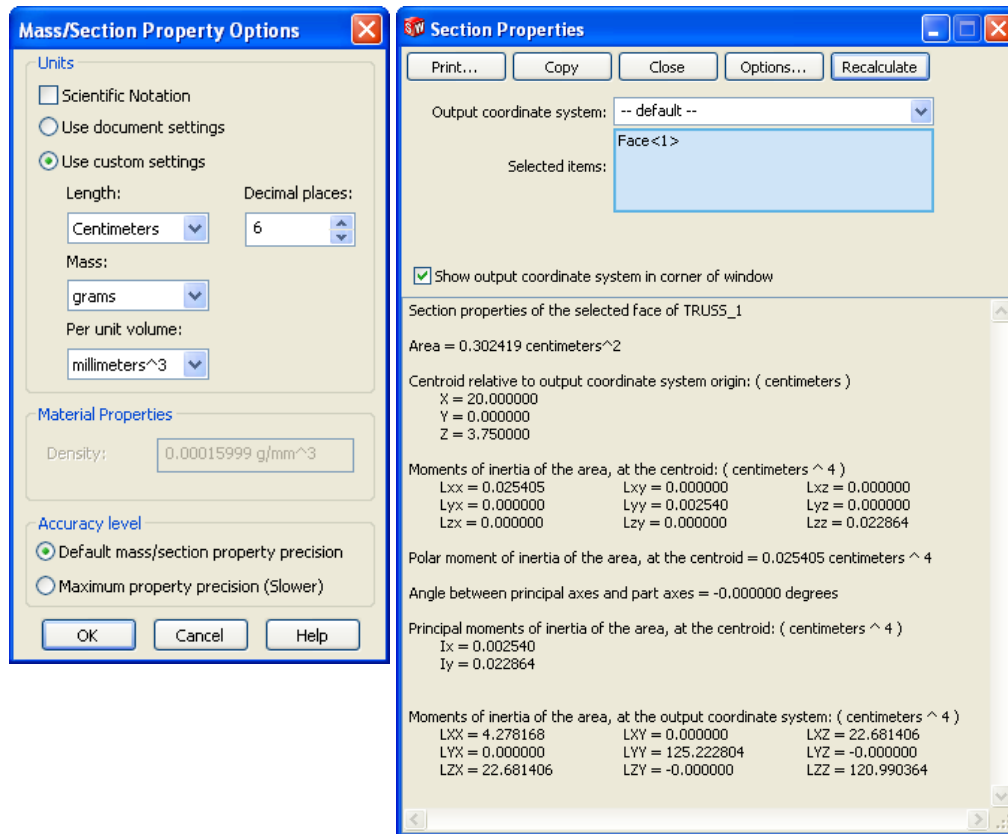 Mass/Section Property Options
Units
Scientific Notation
Use document settings
Use custom settings
Length: Decimal places:
Centimeters 6
Mass:
grams
Per unit volume:
millimeters^3
Material Properties
Density: 0.00015999 g/mm^3
Accuracy level
Default mass/section property precision
Maximum property precision (Slower)
OK Cancel Help
SW Section Properties
Print... Copy Close Options... Recalculate
Output coordinate system: -- default --
Face<1>
Selected items:
Show output coordinate system in corner of window
Section properties of the selected face of TRUSS_1
Area = 0.302419 centimeters^2
Centroid relative to output coordinate system origin: ( centimeters )
X = 20.000000
Y = 0.000000
Z = 3.750000
Moments of inertia of the area, at the centroid: ( centimeters ^ 4 )
Lxx = 0.025405 Lxy = 0.000000 Lxz = 0.000000
Lyx = 0.000000 Lyy = 0.002540 Lyz = 0.000000
Lzx = 0.000000 Lzy = 0.000000 Lzz = 0.022864
Polar moment of inertia of the area, at the centroid = 0.025405 centimeters ^ 4
Angle between principal axes and part axes = -0.000000 degrees
Principal moments of inertia of the area, at the centroid: ( centimeters ^ 4 )
Ix = 0.002540
Iy = 0.022864
Moments of inertia of the area, at the output coordinate system: ( centimeters ^ 4 )
LXX = 4.278168 LXY = 0.000000 LXZ = 22.681406
LYX = 0.000000 LYY = 125.222804 LYZ = -0.000000
LZX = 22.681406 LZY = -0.000000 LZZ = 120.990364